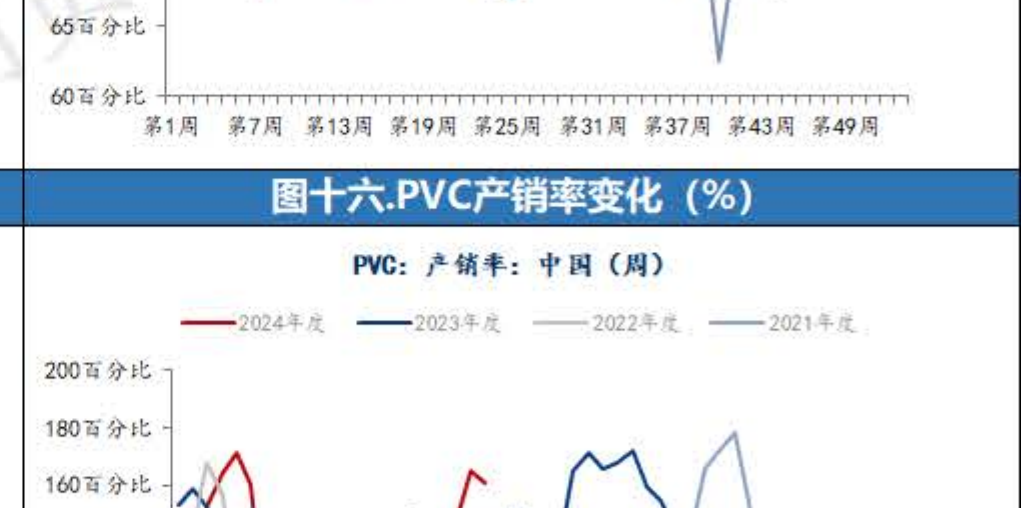 65百分比
60百分比
第1周 第7周 第13周 第19周 第25周 第31周 第37周 第43周 第49周
图十六.PVC产销率变化（%）
PVC：产销率：中国（周）
2024年度 2023年度 2022年度 2021年度
200百分比
180百分比
160百分比